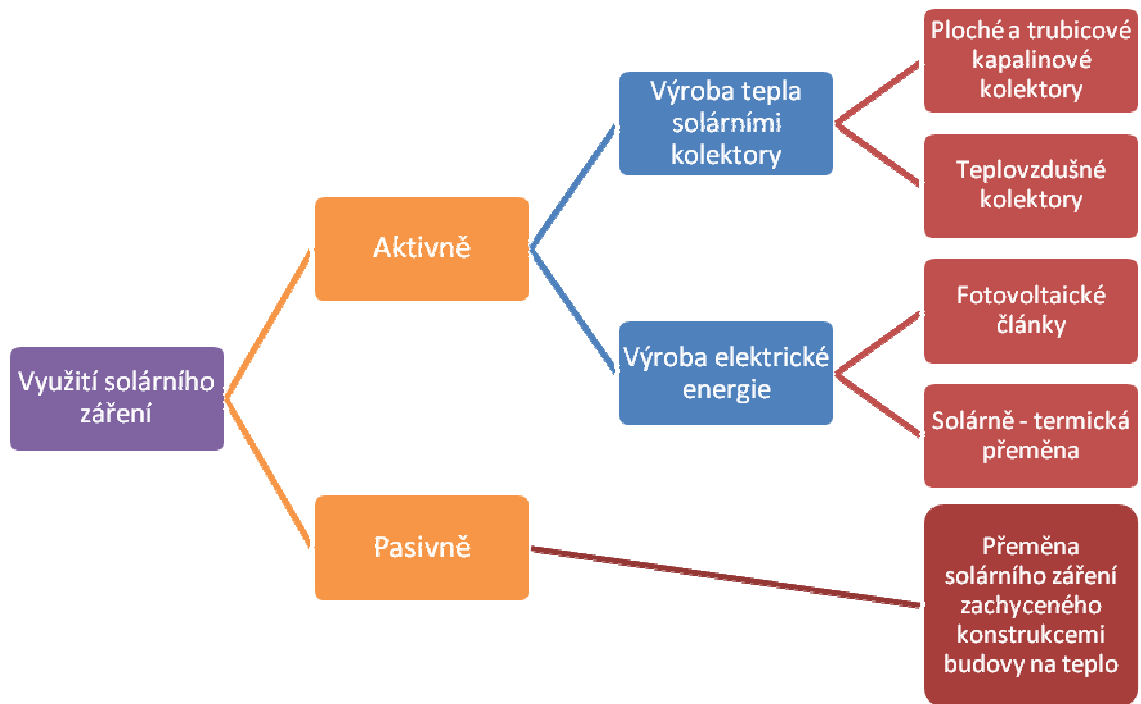 Využití solárního
záření
Aktivně
Pasivně
Výroba tepla
solárními
kolektory
Výroba elektrické
energie
Ploché a trubicové
kapalinové
kolektory
Teplovzdušné
kolektory
Fotovoltaické
články
Solárně - termická
přeměna
Přeměna
solárního záření
zachyceného
konstrukcemi
budovy na teplo